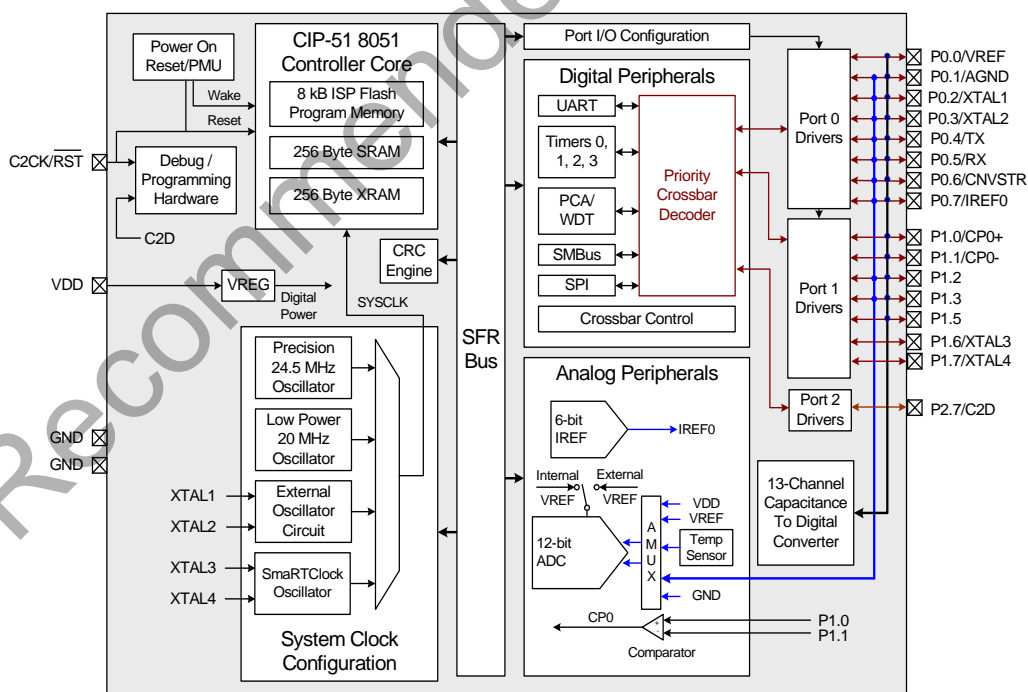 Recommende
Power On
Reset/PMU
Wake
Reset
C2CK/RST
Debug /
Programming
Hardware
C2D
VDD
VREG
Digital
Power
SYSCLK
GND
GND
CIP-51 8051
Controller Core
8 kB ISP Flash
Program Memory
256 Byte SRAM
256 Byte XRAM
CRC
Engine
Precision
24.5 MHz
Oscillator
Low Power
20 MHz
Oscillator
XTAL1
XTAL2
External
Oscillator
Circuit
XTAL3
XTAL4
SmaRTClock
Oscillator
System Clock
Configuration
SFR
Bus
Port I/O Configuration
Digital Peripherals
UART
Timers 0,
1, 2, 3
PCA/
WDT
SMBus
SPI
Priority
Crossbar
Decoder
Crossbar Control
Analog Peripherals
6-bit
IREF
IREF0
Internal
External
VREF
VREF
12-bit
ADC
A
M
U
X
VDD
VREF
Temp
Sensor
GND
CP0
+
-
Comparator
P1.0
P1.1
Port 0
Drivers
Port 1
Drivers
Port 2
Drivers
13-Channel
Capacitance
To Digital
Converter
P0.0/VREF
P0.1/AGND
P0.2/XTAL1
P0.3/XTAL2
P0.4/TX
P0.5/RX
P0.6/CNVSTR
P0.7/IREF0
P1.0/CP0+
P1.1/CP0-
P1.2
P1.3
P1.5
P1.6/XTAL3
P1.7/XTAL4
P2.7/C2D